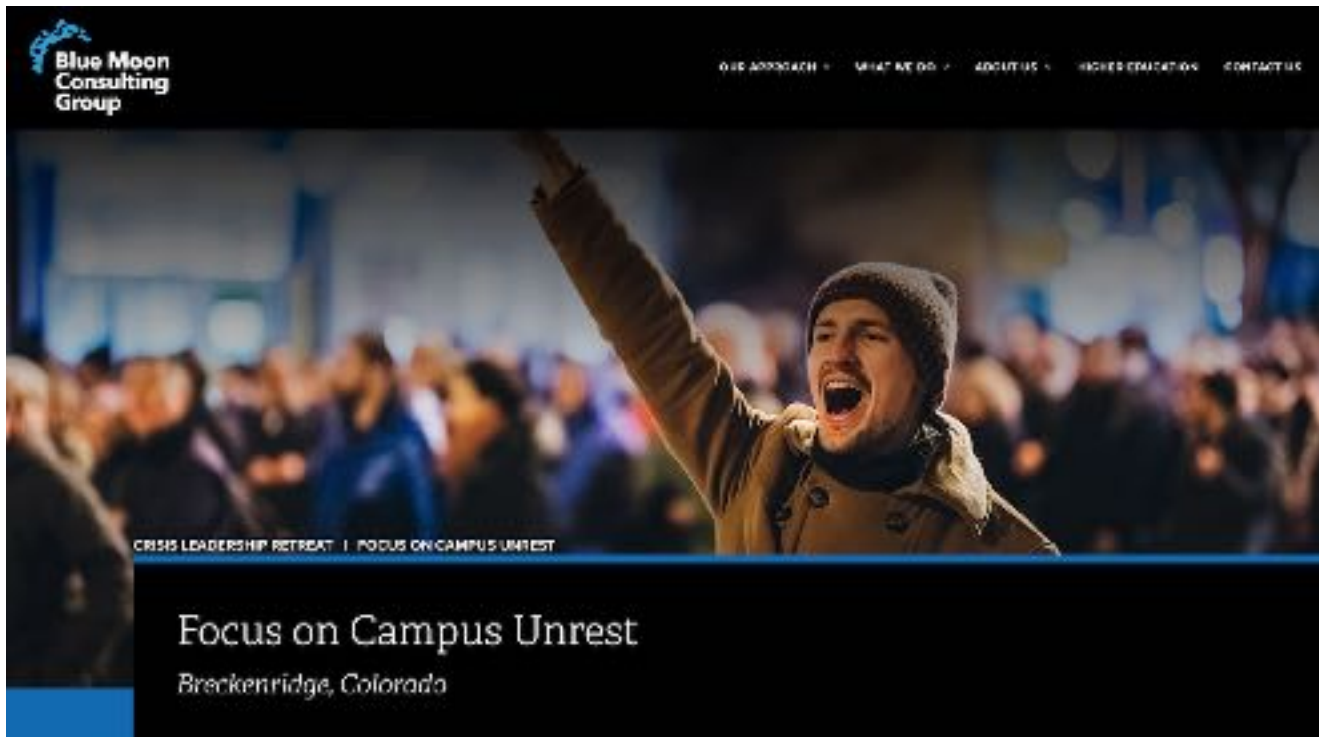 Blue Moon
Consulting
Group
OUR APPROACH
WHAT WE DO
ABOUT US
HIGHER EDUCATION
CONTACT US
CRISIS LEADERSHIP RETREAT | FOCUS ON CAMPUS UNREST
Focus on Campus Unrest
Breckenridge, Colorado